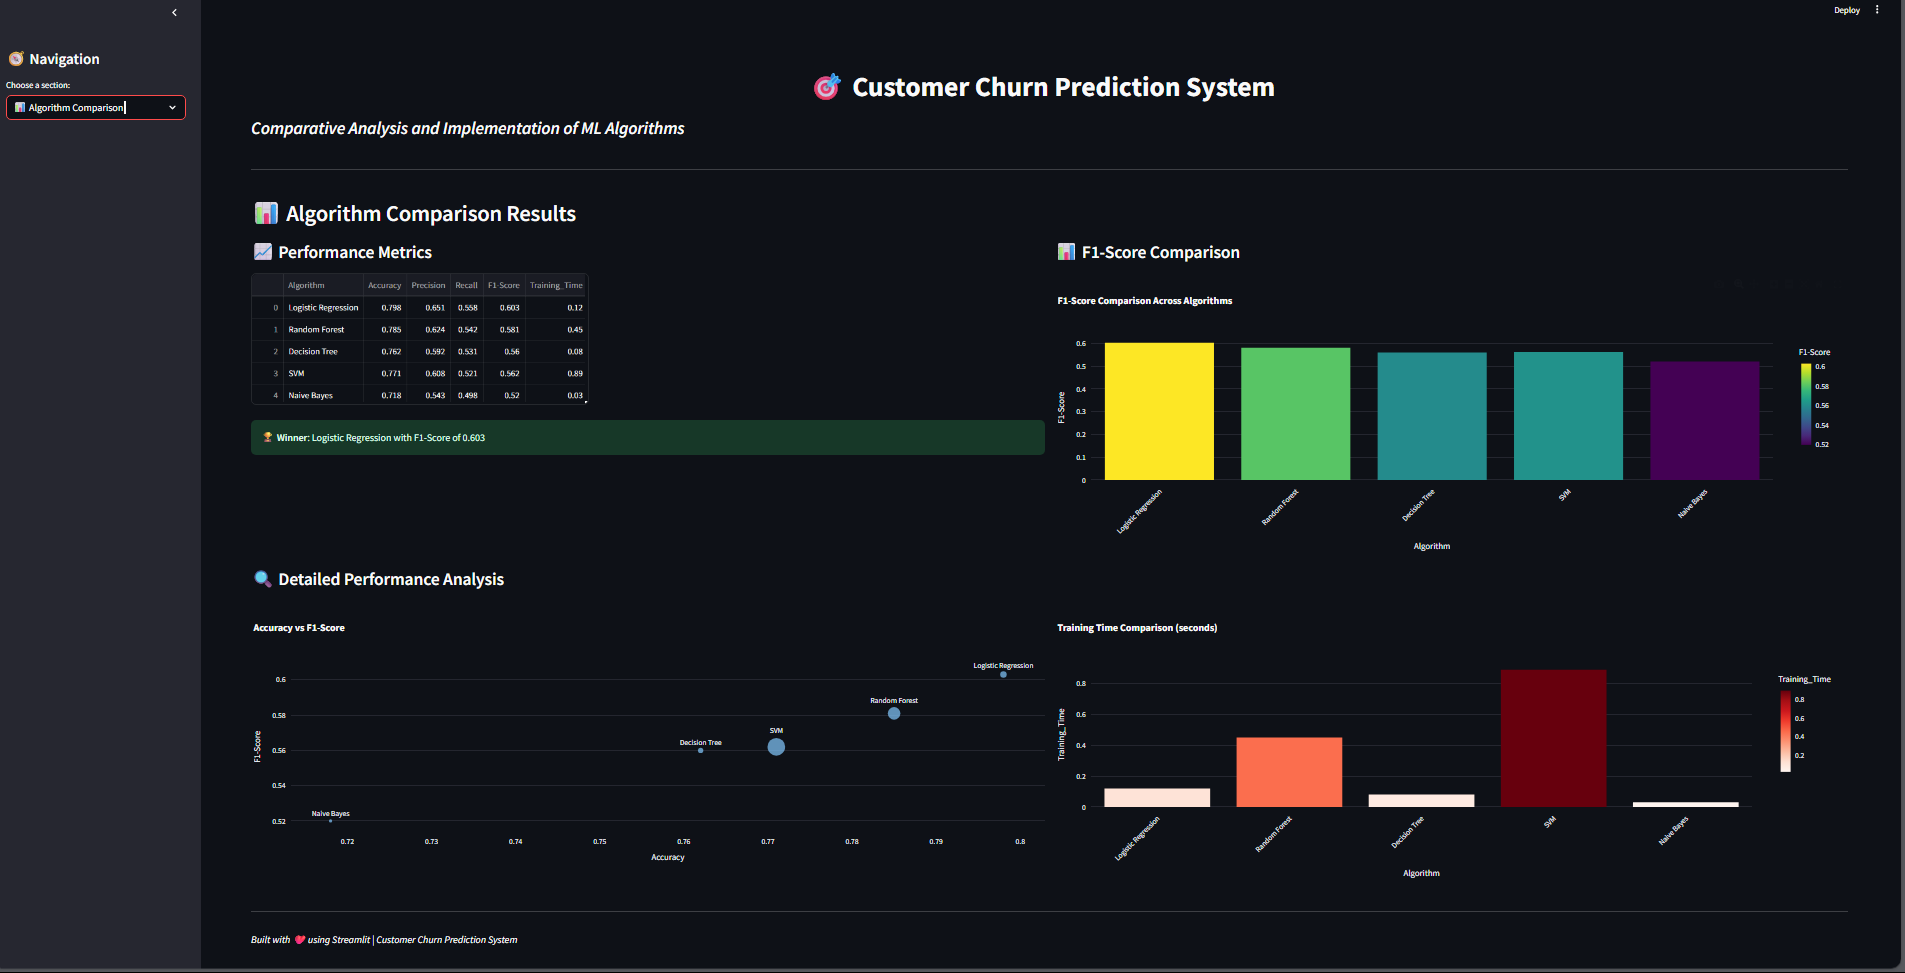 Deploy
Navigation
Choose a section:
Algorithm Comparison
Customer Churn Prediction System
Comparative Analysis and Implementation of ML Algorithms
Algorithm Comparison Results
Performance Metrics
Algorithm Accuracy Precision Recall F1-Score Training_Time
0 Logistic Regression 0.798 0.651 0.558 0.603 0.12
1 Random Forest 0.785 0.624 0.542 0.581 0.45
2 Decision Tree 0.762 0.592 0.531 0.56 0.08
3 SVM 0.771 0.608 0.521 0.562 0.89
4 Naive Bayes 0.718 0.543 0.498 0.52 0.03
Winner: Logistic Regression with F1-Score of 0.603
F1-Score Comparison
F1-Score Comparison Across Algorithms
F1-Score
0.6
0.5
0.4
0.3
0.2
0.1
0
Logistic Regression
Random Forest
Decision Tree
SVM
Naive Bayes
Algorithm
F1-Score
0.6
0.58
0.56
0.54
0.52
Detailed Performance Analysis
Accuracy vs F1-Score
F1-Score
0.6
0.58
0.56
0.54
0.52
Logistic Regression
Random Forest
SVM
Decision Tree
Naive Bayes
0.72 0.73 0.74 0.75 0.76 0.77 0.78 0.79 0.8
Accuracy
Training Time Comparison (seconds)
Training_Time
0.8
0.6
0.4
0.2
0
Logistic Regression
Random Forest
Decision Tree
SVM
Naive Bayes
Algorithm
Training_Time
0.8
0.6
0.4
0.2
Built with using Streamlit | Customer Churn Prediction System